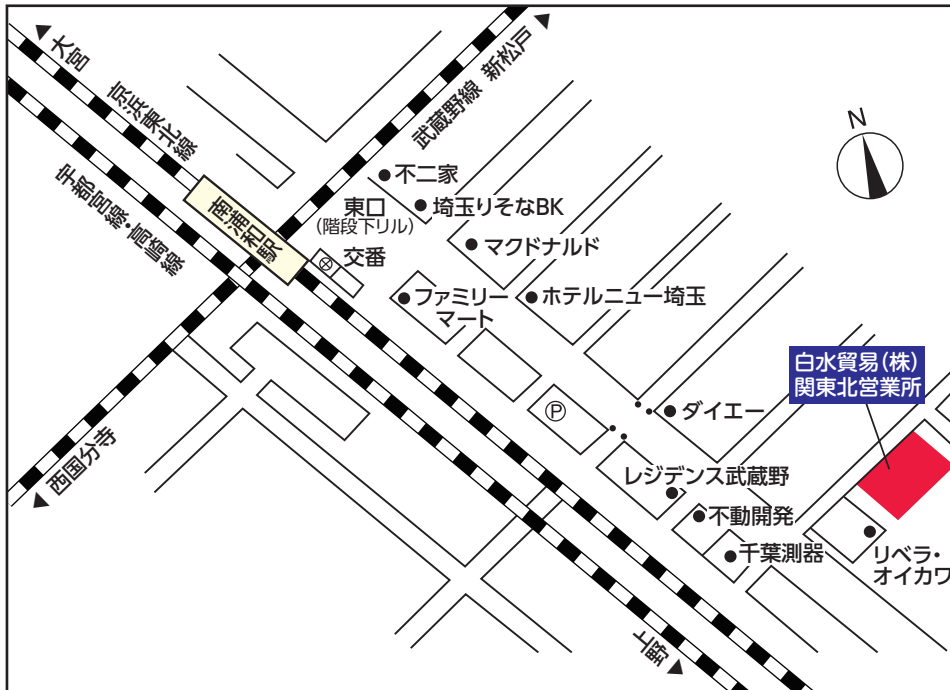 大宮
京浜東北線
宇都宮線・高崎線
武蔵野線 新松戸
N
南浦和駅
不二家
東口
(階段下リル)
埼玉りそなBK
交番
マクドナルド
ファミリー
マート
ホテルニュー埼玉
白水貿易(株)
関東北営業所
P
ダイエー
西国分寺
レジデンス武蔵野
不動開発
千葉測器
リベラ・
オイカワ
上野